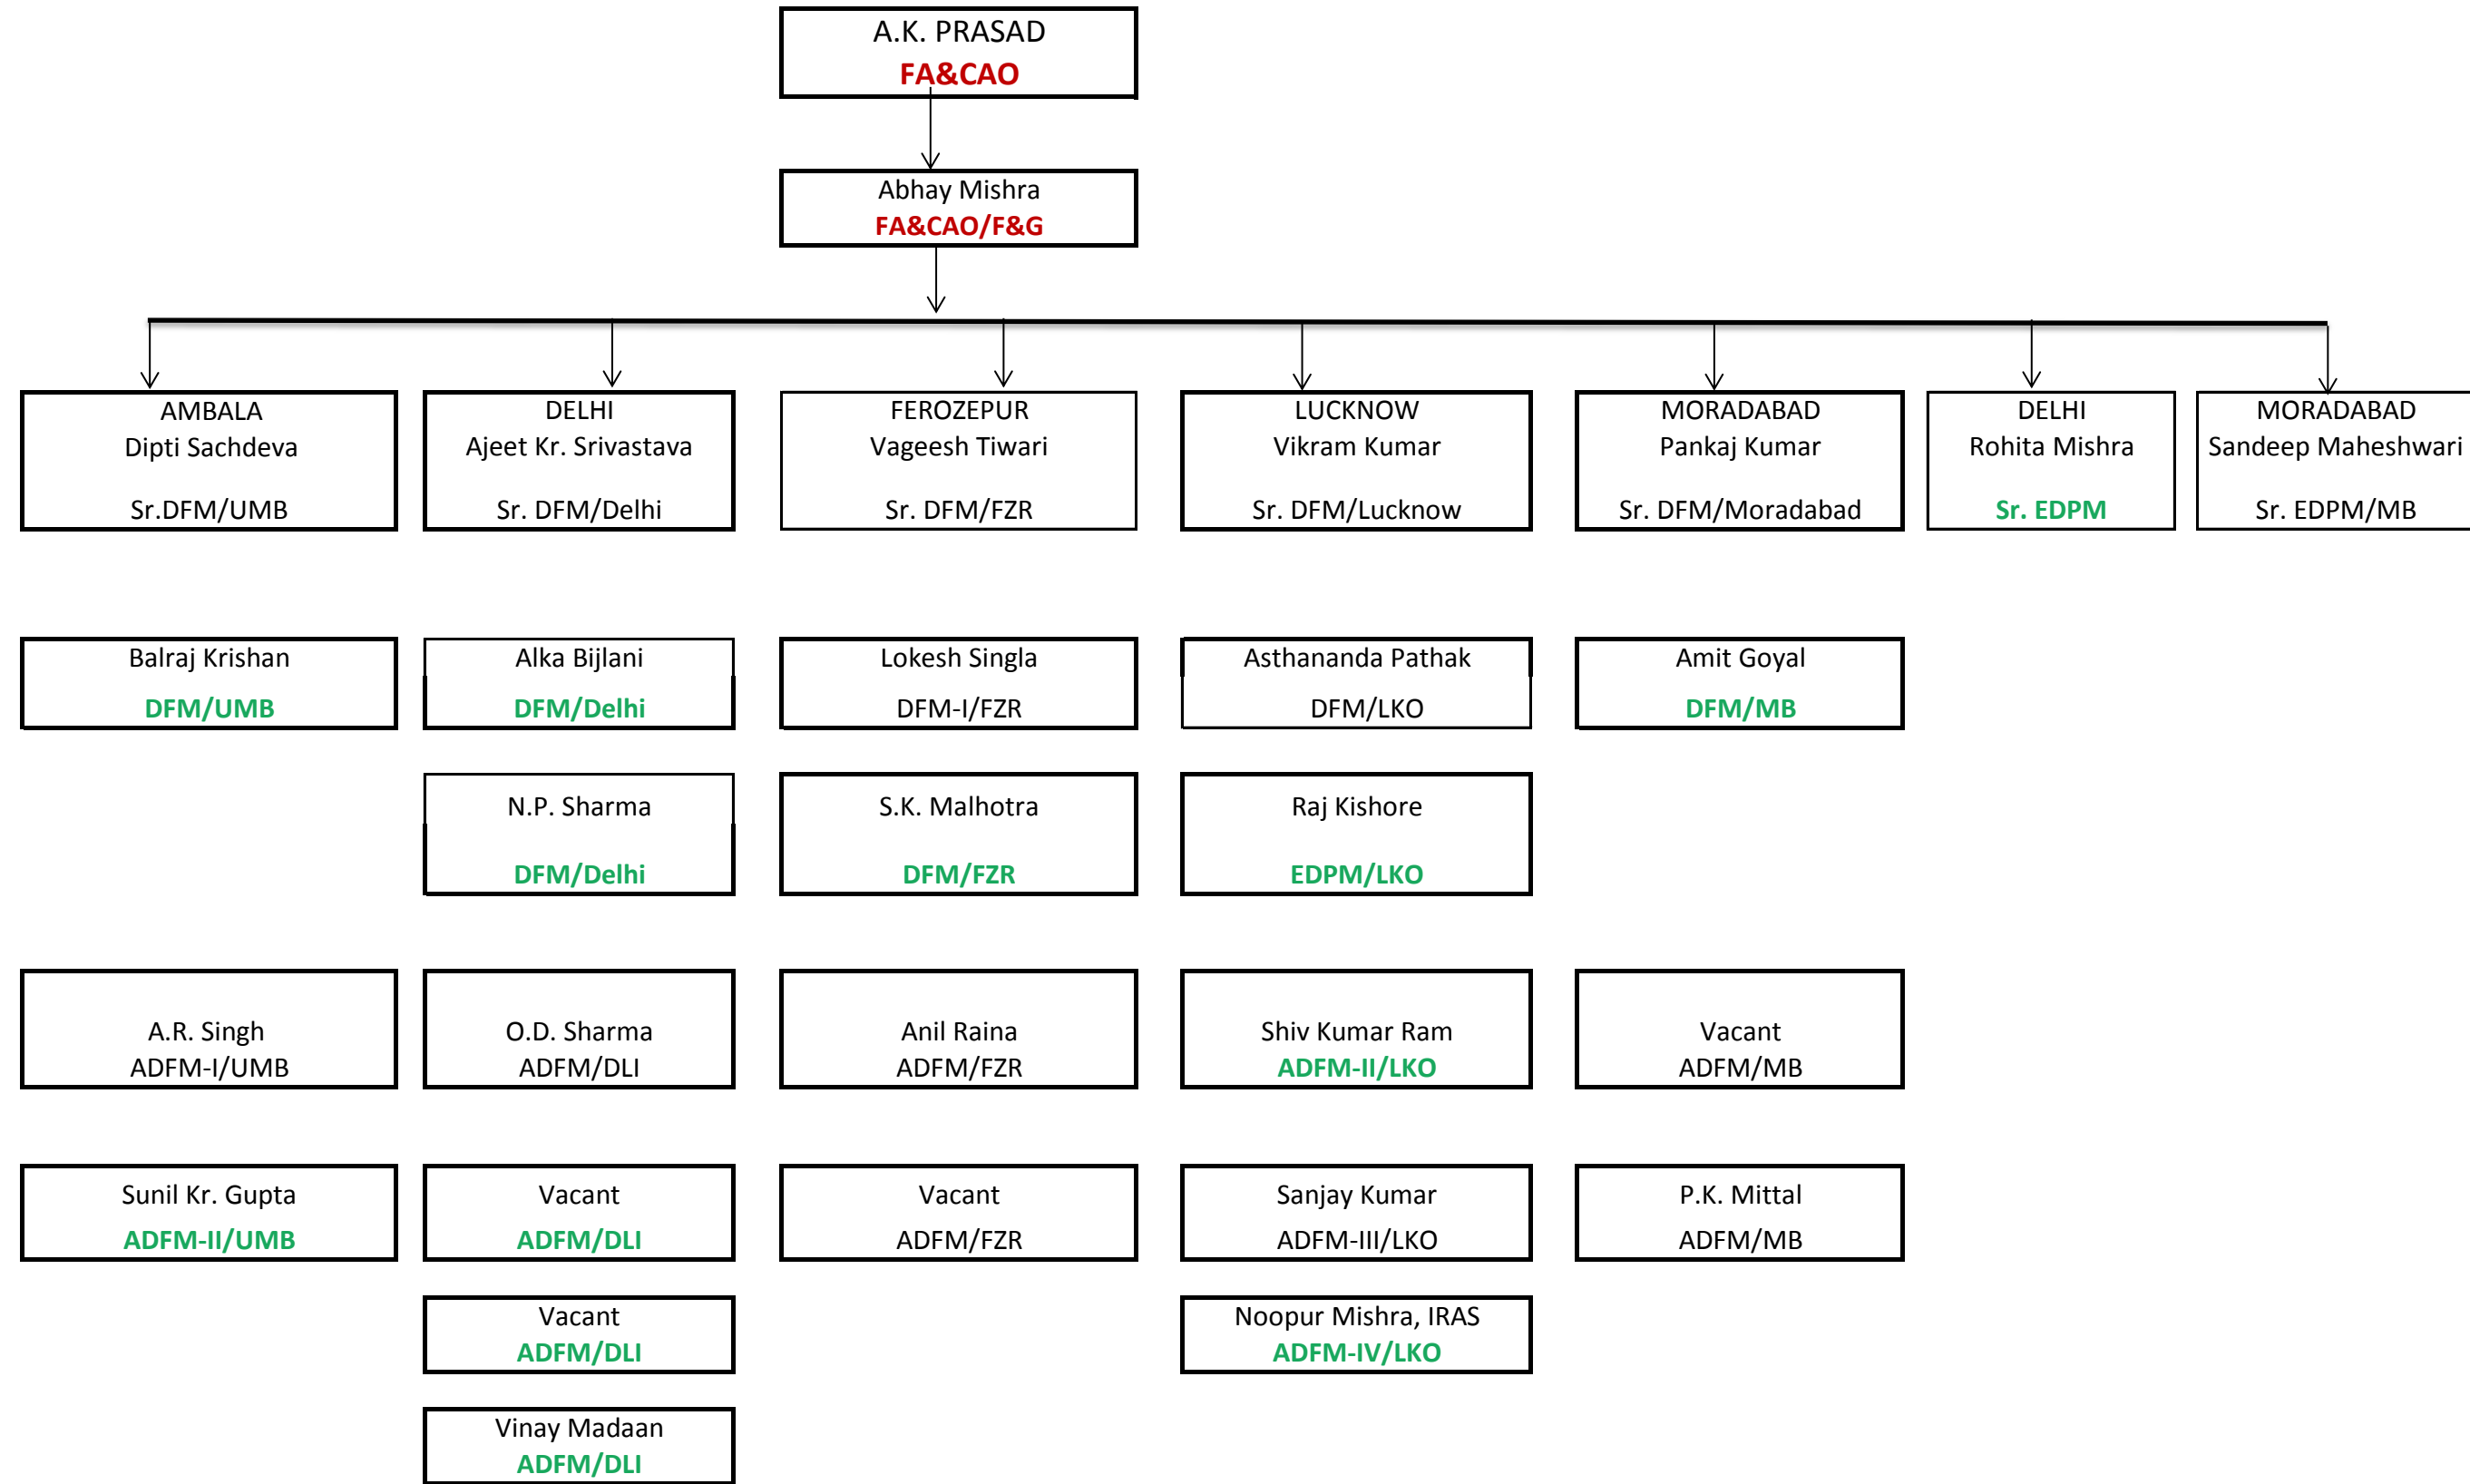 A.K. PRASAD
FA&CAO
Abhay Mishra
FA&CAO/F&G
AMBALA
Dipti Sachdeva
Sr.DFM/UMB
DELHI
Ajeet Kr. Srivastava
Sr. DFM/Delhi
FEROZEPUR
Vageesh Tiwari
Sr. DFM/FZR
LUCKNOW
Vikram Kumar
Sr. DFM/Lucknow
MORADABAD
Pankaj Kumar
Sr. DFM/Moradabad
DELHI
Rohita Mishra
Sr. EDPM
MORADABAD
Sandeep Maheshwari
Sr. EDPM/MB
Balraj Krishan
DFM/UMB
Alka Bijlani
DFM/Delhi
Lokesh Singla
DFM-I/FZR
Asthananda Pathak
DFM/LKO
Amit Goyal
DFM/MB
N.P. Sharma
DFM/Delhi
S.K. Malhotra
DFM/FZR
Raj Kishore
EDPM/LKO
A.R. Singh
ADFM-I/UMB
O.D. Sharma
ADFM/DLI
Anil Raina
ADFM/FZR
Shiv Kumar Ram
ADFM-II/LKO
Vacant
ADFM/MB
Sunil Kr. Gupta
ADFM-II/UMB
Vacant
ADFM/DLI
Vacant
ADFM/FZR
Sanjay Kumar
ADFM-III/LKO
P.K. Mittal
ADFM/MB
Vacant
ADFM/DLI
Noopur Mishra, IRAS
ADFM-IV/LKO
Vinay Madaan
ADFM/DLI